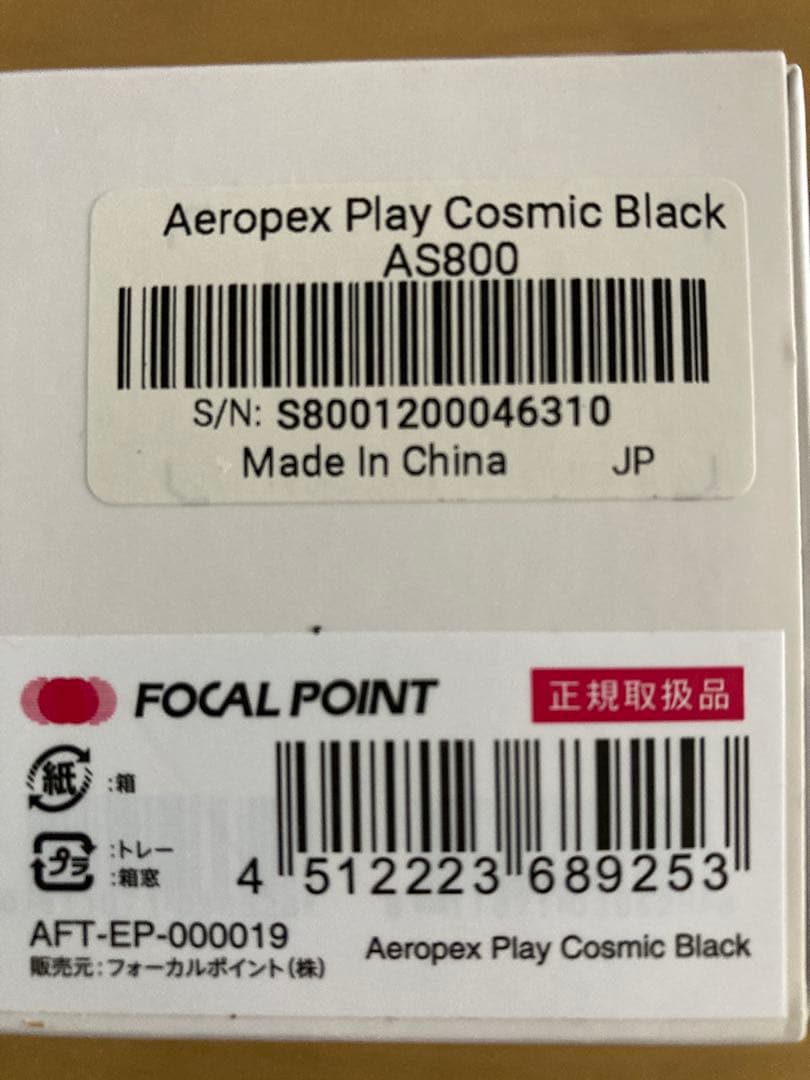 Aeropex Play Cosmic Black
AS800
S/N: S8001200046310
Made In China JP
FOCAL POINT 正規取扱品
紙 :箱
プラ :トレー
:箱窓
4 512223 689253
AFT-EP-000019
Aeropex Play Cosmic Black
販売元:フォーカルポイント(株)